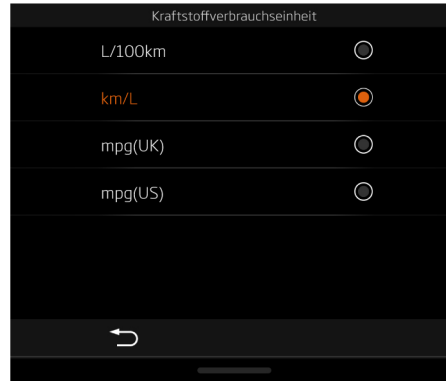 Kraftstoffverbrauchseinheit
L/100km
km/L
mpg(UK)
mpg(US)